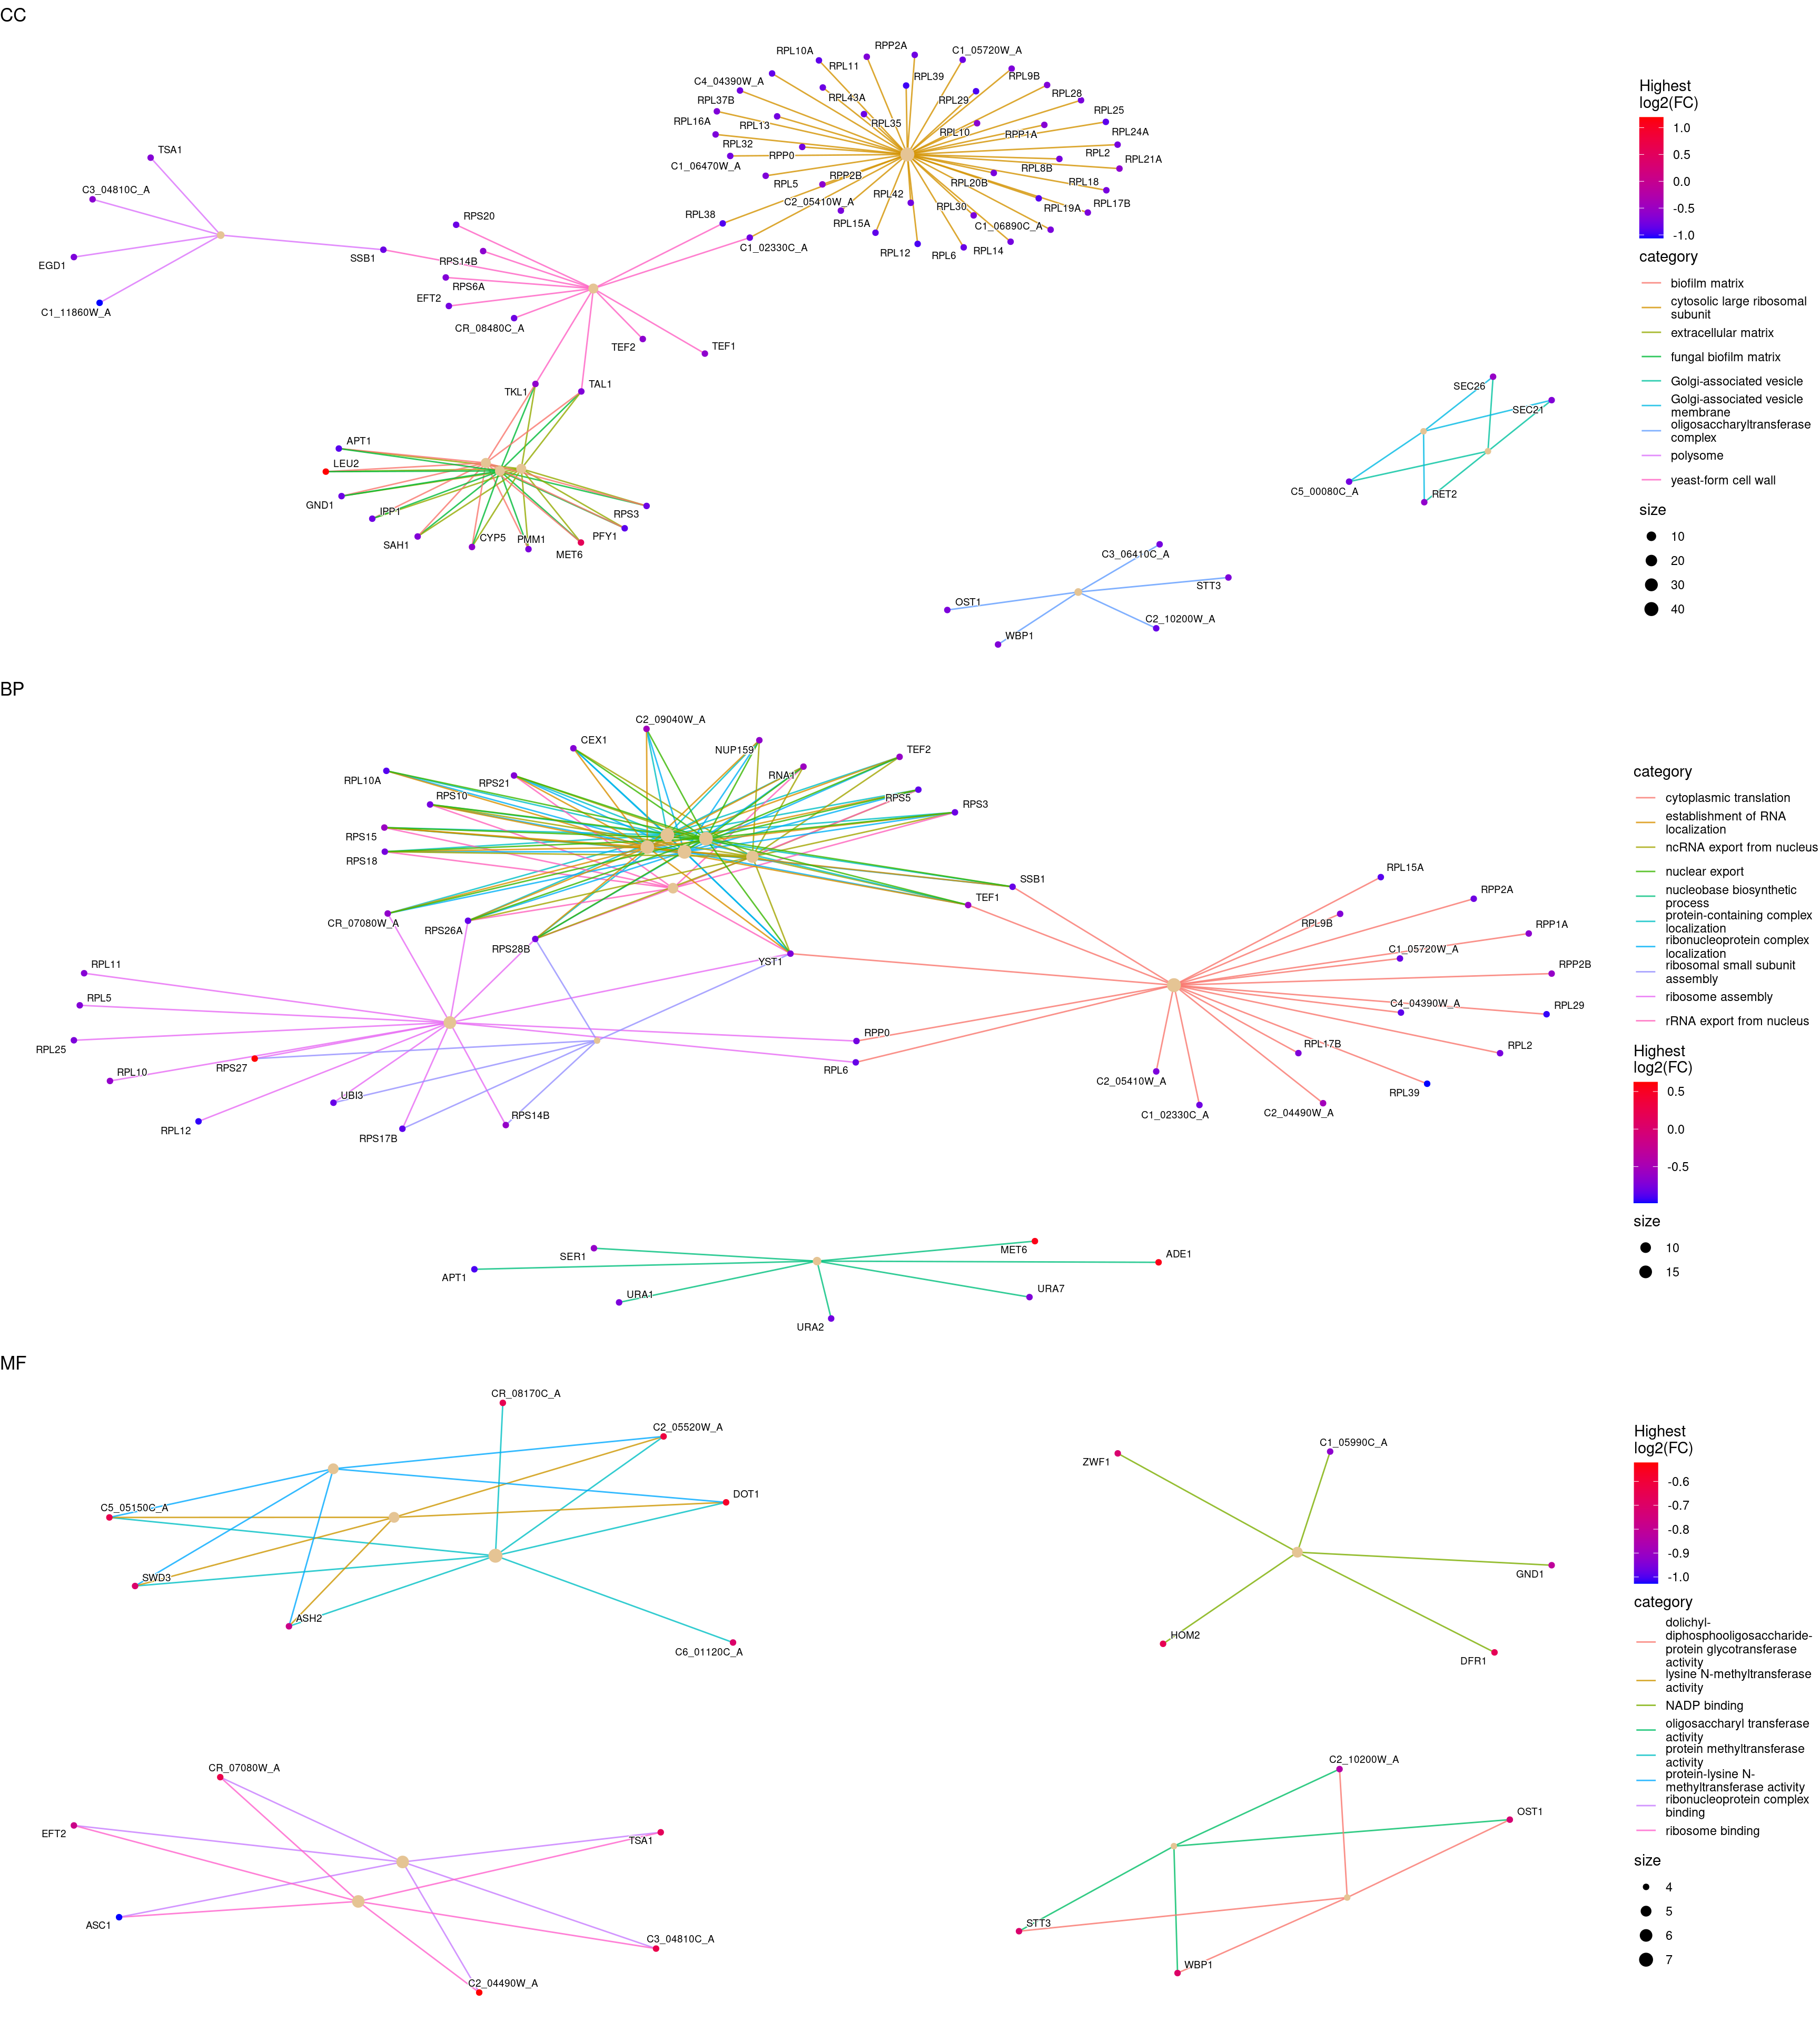 CC
RPL10A
RPP2A
C1_05720W_A
RPL11
RPL39
RPL9B
C4_04390W_A
RPL43A
RPL29
RPL28
RPL37B
RPL25
RPL16A
RPL13
RPL35
RPL10
RPP1A
RPL24A
RPL32
RPP0
RPL2
RPL21A
C1_06470W_A
RPL8B
RPL5
RPP2B
RPL20B
RPL18
RPL42
C2_05410W_A
RPL30
RPL19A
RPL17B
RPL38
RPL15A
C1_06890C_A
C1_02330C_A
RPL12
RPL6
RPL14
TSA1
C3_04810C_A
EGD1
C1_11860W_A
SSB1
RPS20
RPS14B
RPS6A
EFT2
CR_08480C_A
TEF2
TEF1
TKL1
TAL1
APT1
LEU2
GND1
IPP1
SAH1
CYP5
PMM1
MET6
PFY1
RPS3
SEC26
SEC21
C5_00080C_A
RET2
C3_06410C_A
STT3
OST1
C2_10200W_A
WBP1
Highest
log2(FC)
1.0
0.5
0.0
-0.5
-1.0
category
biofilm matrix
cytosolic large ribosomal
subunit
extracellular matrix
fungal biofilm matrix
Golgi-associated vesicle
Golgi-associated vesicle
membrane
oligosaccharyltransferase
complex
polysome
yeast-form cell wall
size
10
20
30
40
BP
C2_09040W_A
CEX1
NUP159
TEF2
RPL10A
RPS21
RNA1
RPS10
RPS5
RPS3
RPS15
RPS18
SSB1
TEF1
CR_07080W_A
RPS26A
RPS28B
YST1
RPL11
RPL5
RPL25
RPL10
RPS27
RPL12
UBI3
RPS17B
RPS14B
RPP0
RPL6
RPL15A
RPP2A
RPL9B
RPP1A
C1_05720W_A
RPP2B
C4_04390W_A
RPL29
RPL17B
RPL2
C2_05410W_A
RPL39
C1_02330C_A
C2_04490W_A
SER1
MET6
ADE1
APT1
URA1
URA7
URA2
category
cytoplasmic translation
establishment of RNA
localization
ncRNA export from nucleus
nuclear export
nucleobase biosynthetic
process
protein-containing complex
localization
ribonucleoprotein complex
localization
ribosomal small subunit
assembly
ribosome assembly
rRNA export from nucleus
Highest
log2(FC)
0.5
0.0
-0.5
size
10
15
MF
CR_08170C_A
C2_05520W_A
C5_05150C_A
DOT1
SWD3
ASH2
C6_01120C_A
ZWF1
C1_05990C_A
GND1
HOM2
DFR1
CR_07080W_A
EFT2
TSA1
ASC1
C3_04810C_A
C2_04490W_A
C2_10200W_A
OST1
STT3
WBP1
Highest
log2(FC)
-0.6
-0.7
-0.8
-0.9
-1.0
category
dolichyl-
diphosphooligosaccharide-
protein glycotransferase
activity
lysine N-methyltransferase
activity
NADP binding
oligosaccharyl transferase
activity
protein methyltransferase
activity
protein-lysine N-
methyltransferase activity
ribonucleoprotein complex
binding
ribosome binding
size
4
5
6
7